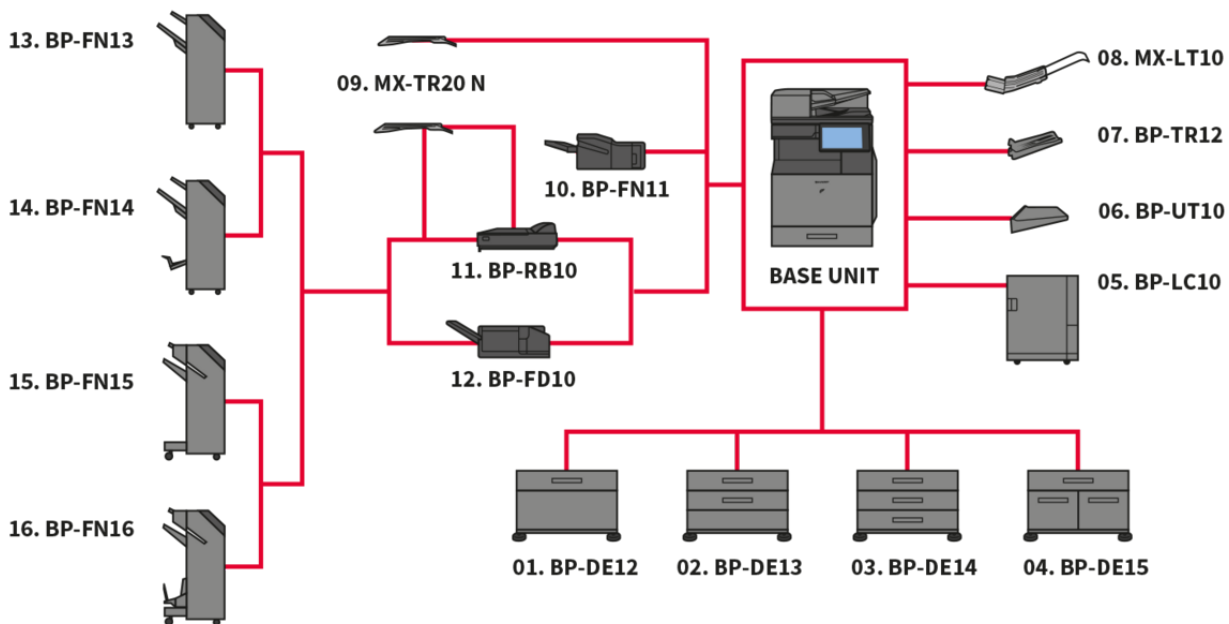 13. BP-FN13
09. MX-TR20 N
08. MX-LT10
07. BP-TR12
10. BP-FN11
14. BP-FN14
06. BP-UT10
11. BP-RB10
BASE UNIT
05. BP-LC10
12. BP-FD10
15. BP-FN15
16. BP-FN16
01. BP-DE12
02. BP-DE13
03. BP-DE14
04. BP-DE15